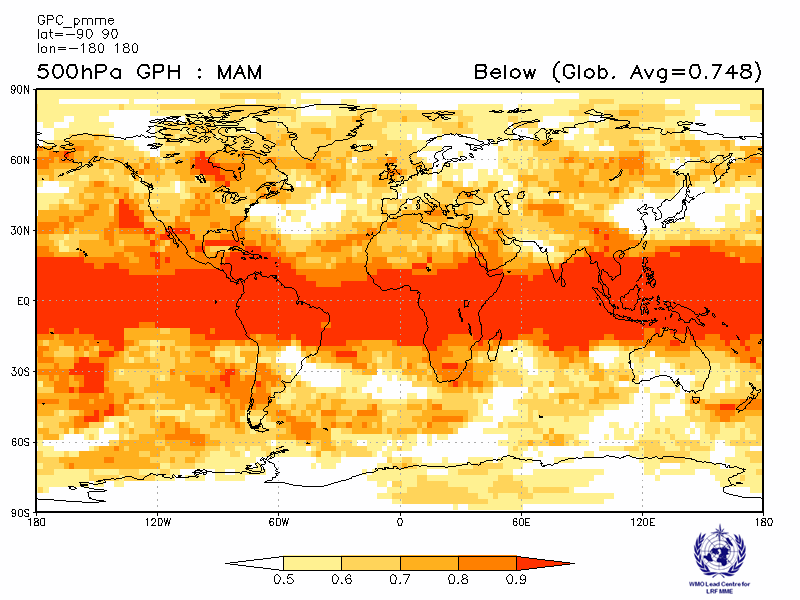 GPC_pmme
lat=-90 90
lon=-180 180
500hPa GPH : MAM Below (Glob. Avg=0.748)
90N
60N
30N
EQ
30S
60S
90S
180 120W 60W 0 60E 120E 180
0.5 0.6 0.7 0.8 0.9
WMO Lead Centre for
LRF MME